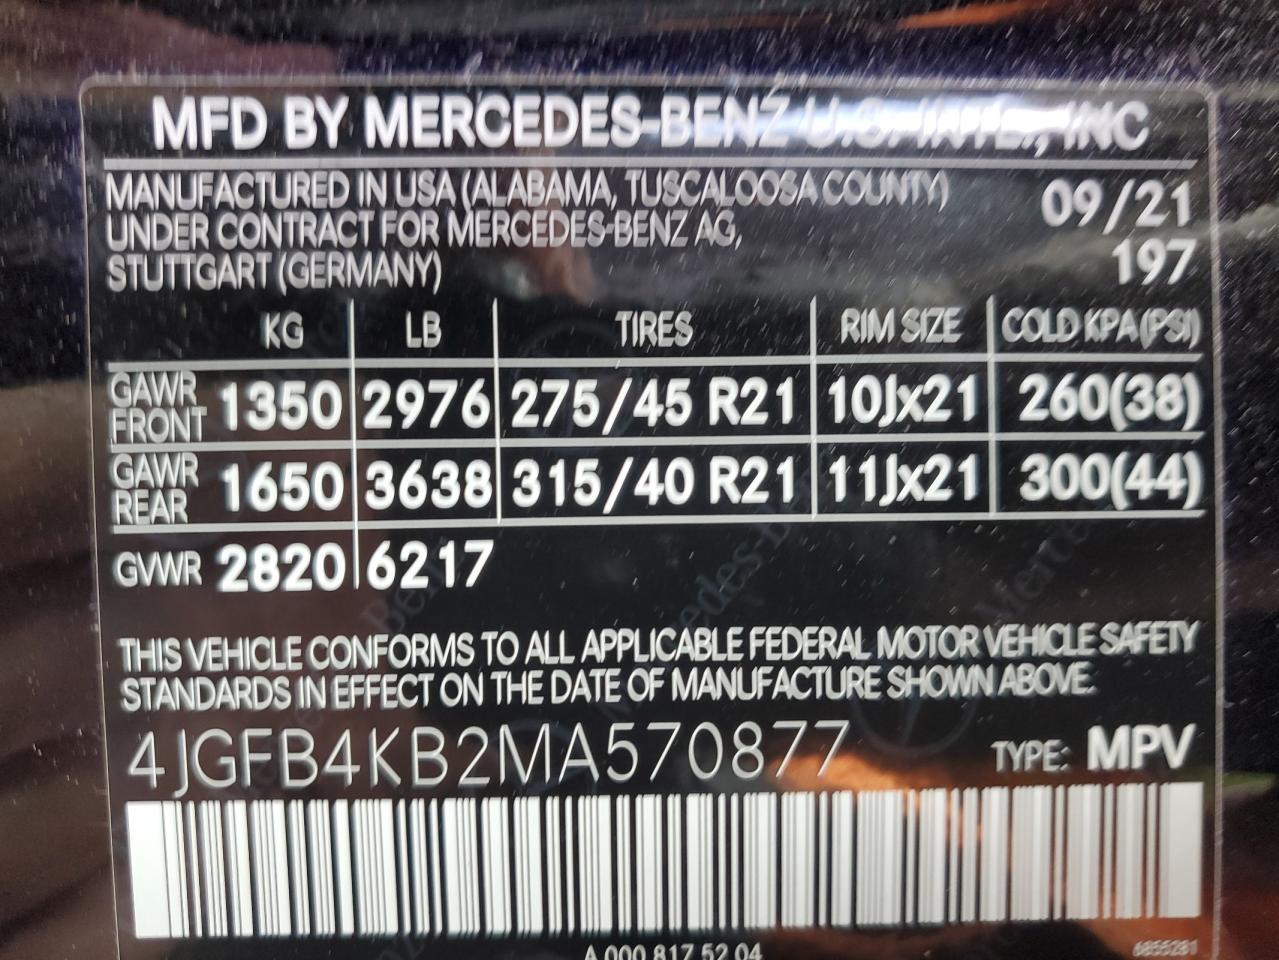 MFD BY MERCEDES-BENZ U.S. INTL., INC
MANUFACTURED IN USA (ALABAMA, TUSCALOOSA COUNTY) 09/21
UNDER CONTRACT FOR MERCEDES-BENZ AG,
STUTTGART (GERMANY) 197
KG LB TIRES RIM SIZE COLD KPA (PSI)
GAWR FRONT 1350 2976 275/45 R21 10Jx21 260(38)
GAWR REAR 1650 3638 315/40 R21 11Jx21 300(44)
GVWR 2820 6217
THIS VEHICLE CONFORMS TO ALL APPLICABLE FEDERAL MOTOR VEHICLE SAFETY
STANDARDS IN EFFECT ON THE DATE OF MANUFACTURE SHOWN ABOVE.
4JGFB4KB2MA570877 TYPE: MPV
A 000 817 52 04 6855281